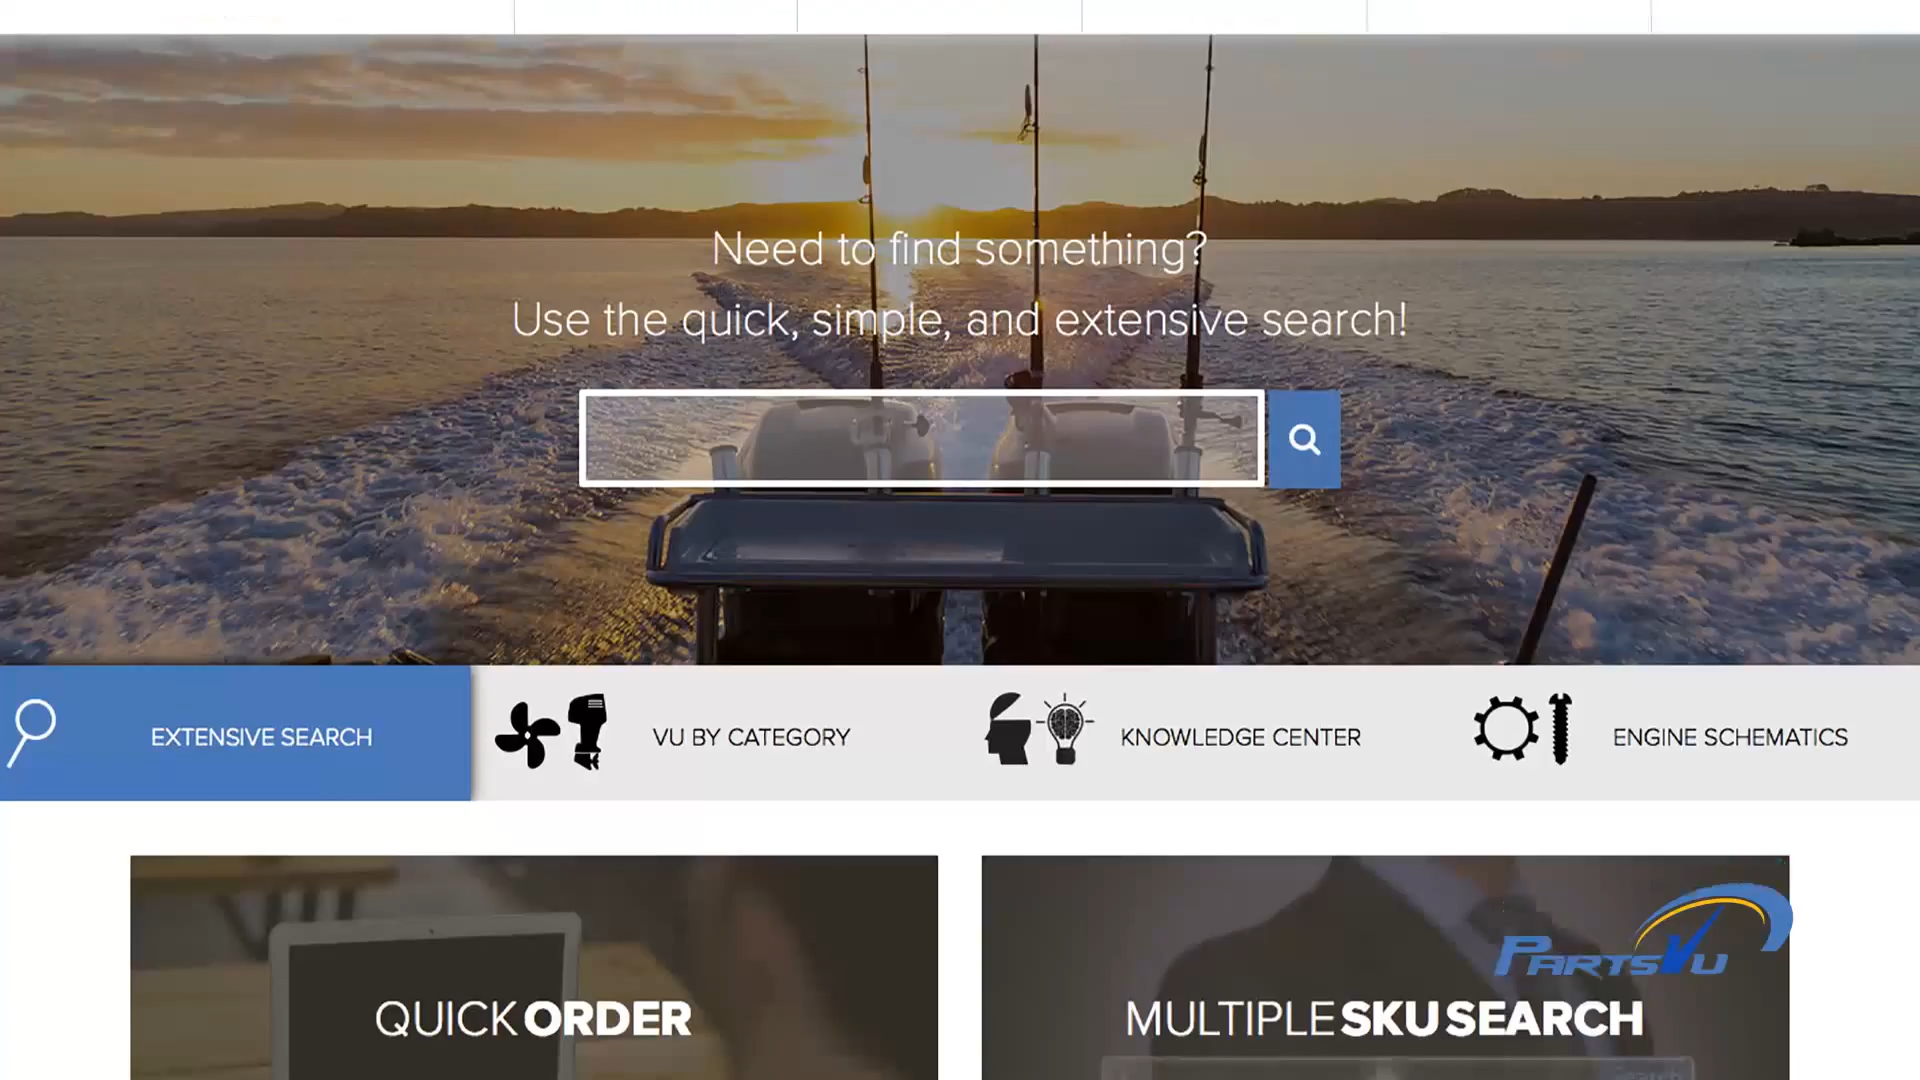 Need to find something?
Use the quick, simple, and extensive search!
EXTENSIVE SEARCH
VU BY CATEGORY
KNOWLEDGE CENTER
ENGINE SCHEMATICS
PARTSVU
QUICK ORDER
MULTIPLE SKU SEARCH
Search